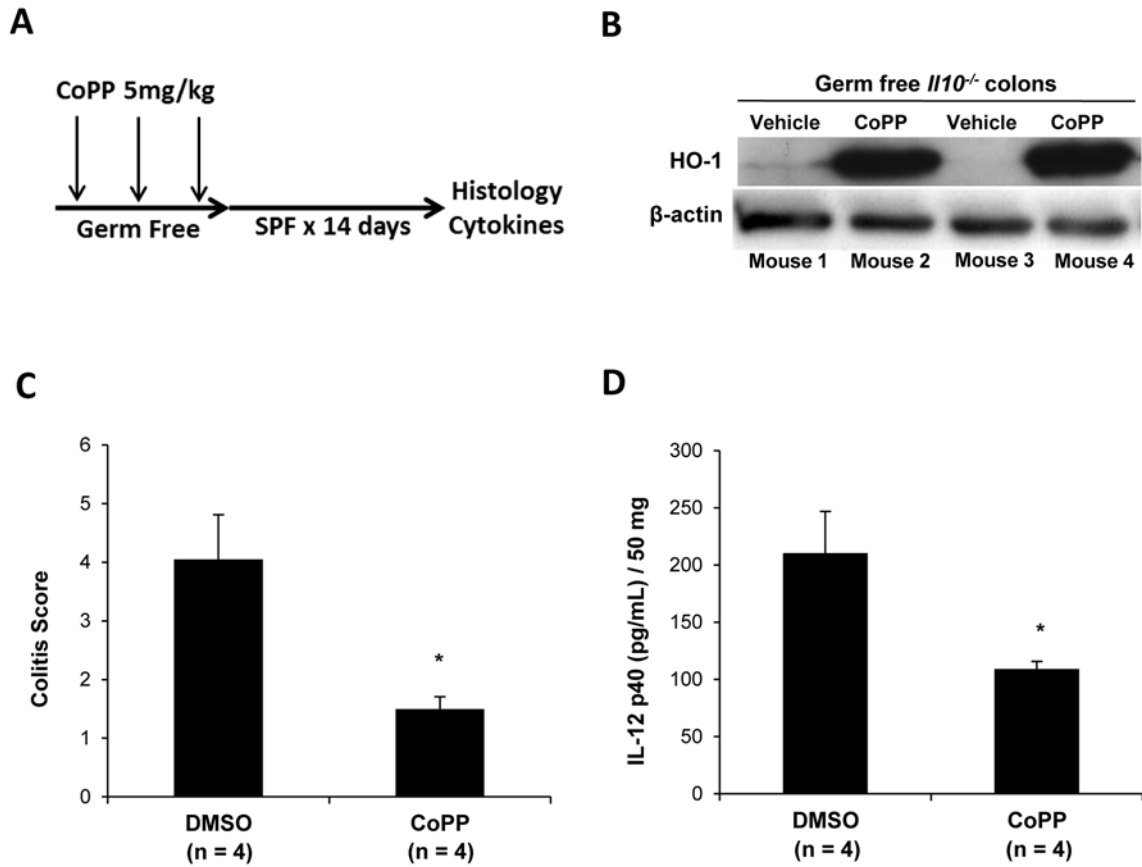 A
CoPP 5mg/kg
Germ Free
SPF x 14 days
Histology
Cytokines
B
Germ free Il10-/- colons
Vehicle CoPP Vehicle CoPP
HO-1
β-actin
Mouse 1 Mouse 2 Mouse 3 Mouse 4
C
Colitis Score
6
5
4
3
2
1
0
*
DMSO
(n = 4)
CoPP
(n = 4)
D
IL-12 p40 (pg/mL) / 50 mg
300
250
200
150
100
50
0
*
DMSO
(n = 4)
CoPP
(n = 4)